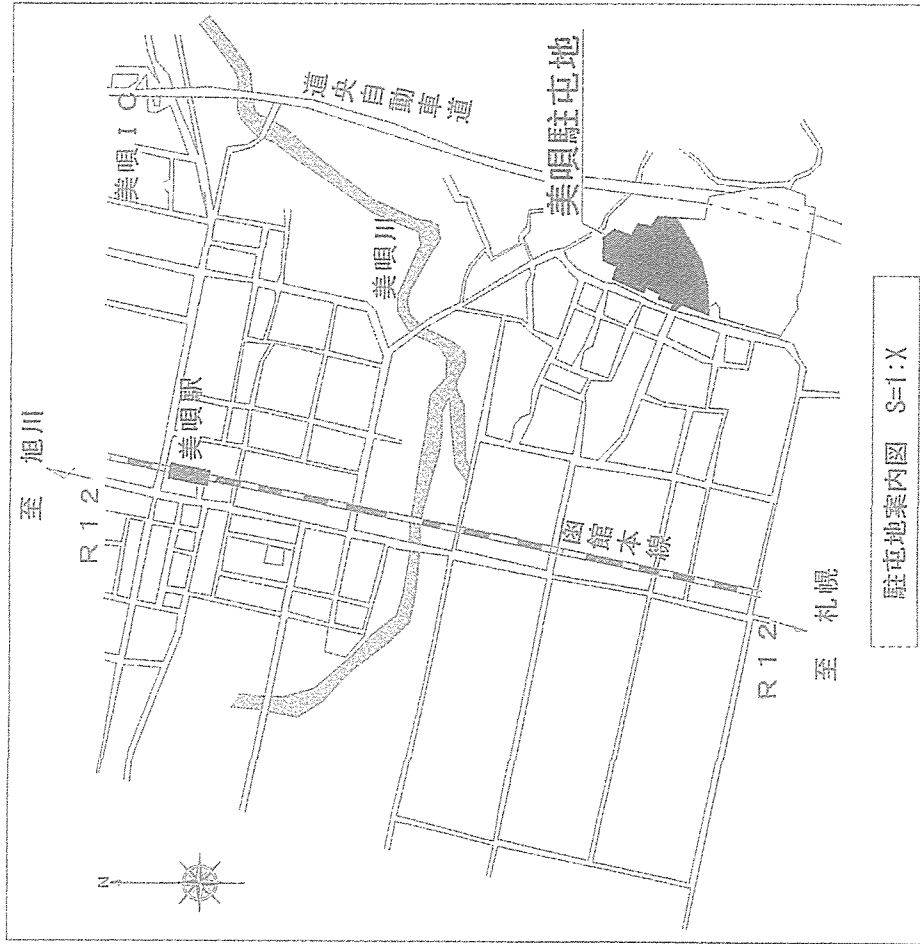 至 旭川
R12
美唄IC
道央自動車道
美唄駅
美唄川
美唄駐屯地
函館本線
R12
至 札幌
N
駐屯地案内図 S=1:X